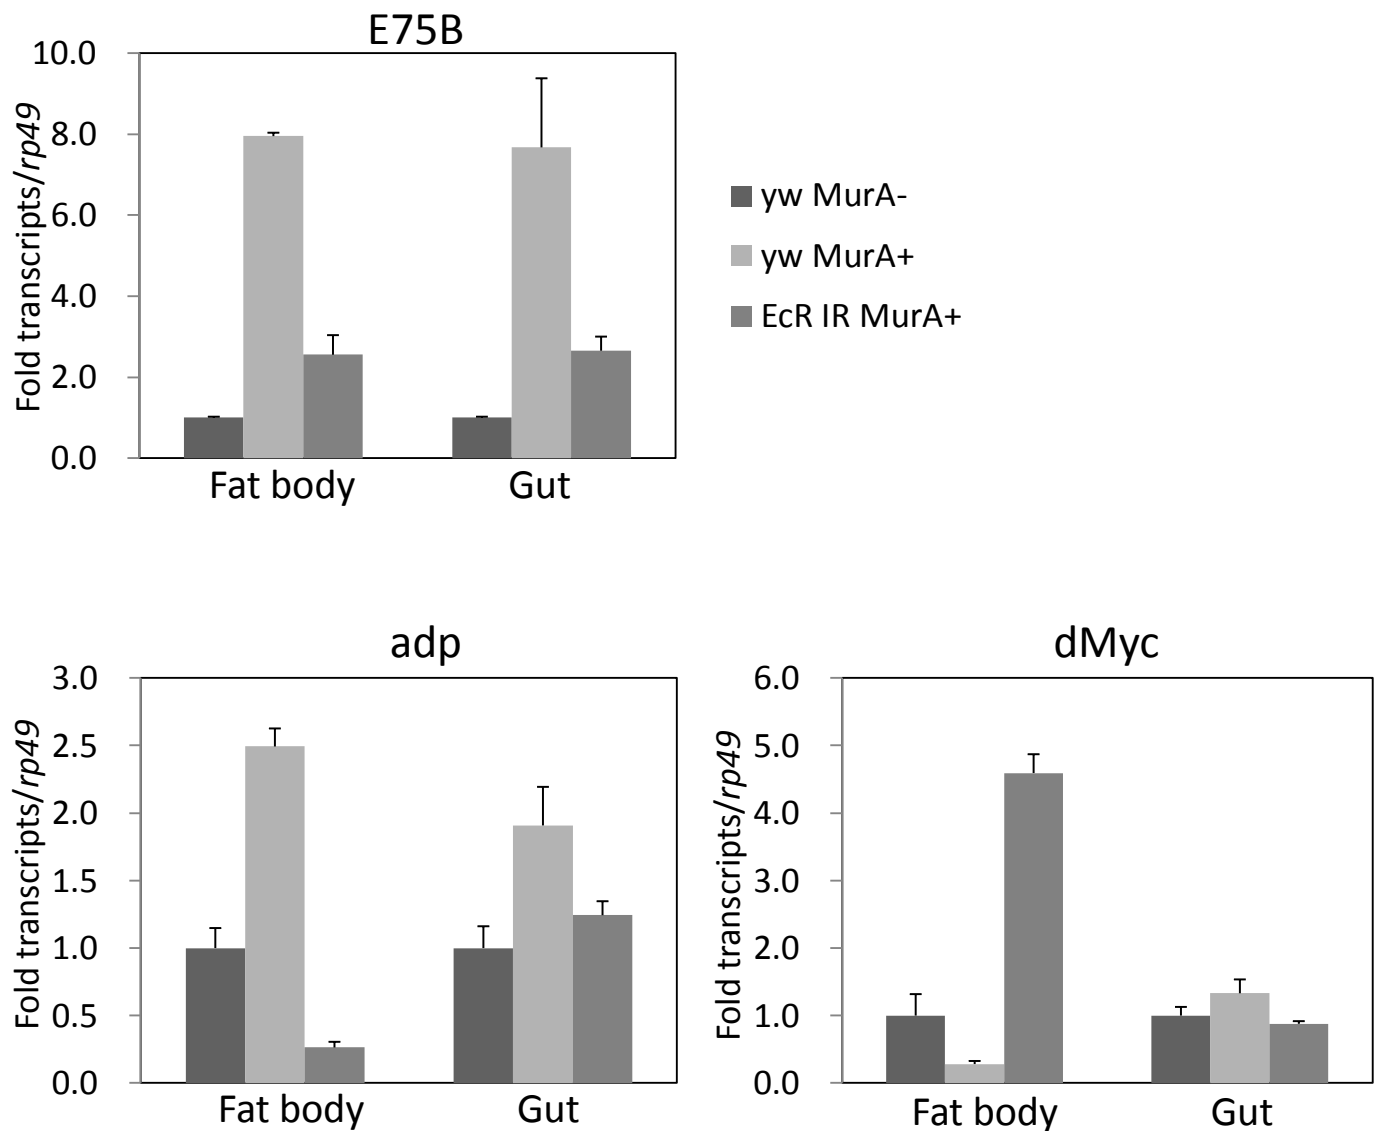 E75B
Fold transcripts/rp49
10.0
8.0
6.0
4.0
2.0
0.0
Fat body
Gut
yw MurA-
yw MurA+
EcR IR MurA+
adp
Fold transcripts/rp49
3.0
2.5
2.0
1.5
1.0
0.5
0.0
Fat body
Gut
dMyc
Fold transcripts/rp49
6.0
5.0
4.0
3.0
2.0
1.0
0.0
Fat body
Gut